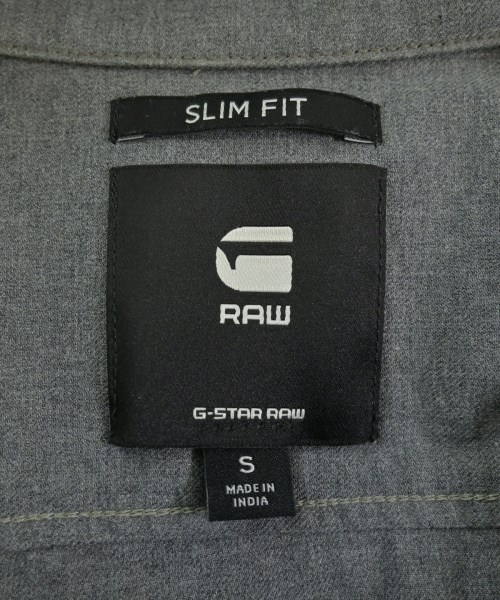 SLIM FIT
RAW
G-STAR RAW
S
MADE IN
INDIA